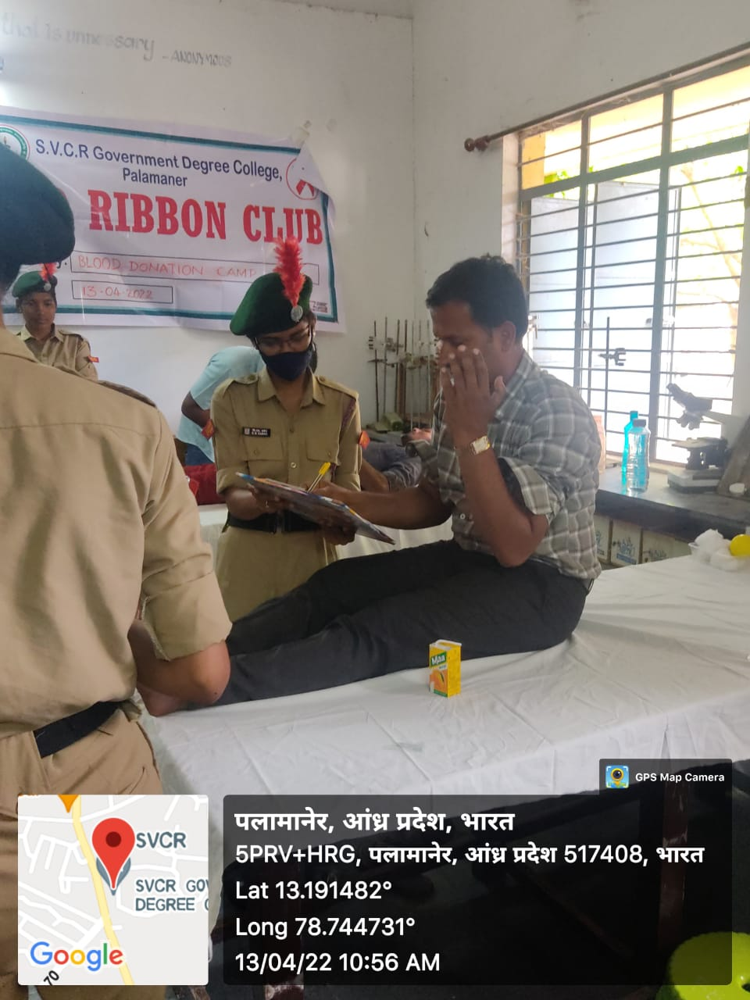 that is unnessary - ANONYMOUS
S.V.C.R Government Degree College,
Palamaner
RIBBON CLUB
BLOOD DONATION CAMP
13-04-2022
Maa
GPS Map Camera
SVCR
SVCR GOV
DEGREE
Google
70
पलामानेर, आंध्र प्रदेश, भारत
5PRV+HRG, पलामानेर, आंध्र प्रदेश 517408, भारत
Lat 13.191482°
Long 78.744731°
13/04/22 10:56 AM